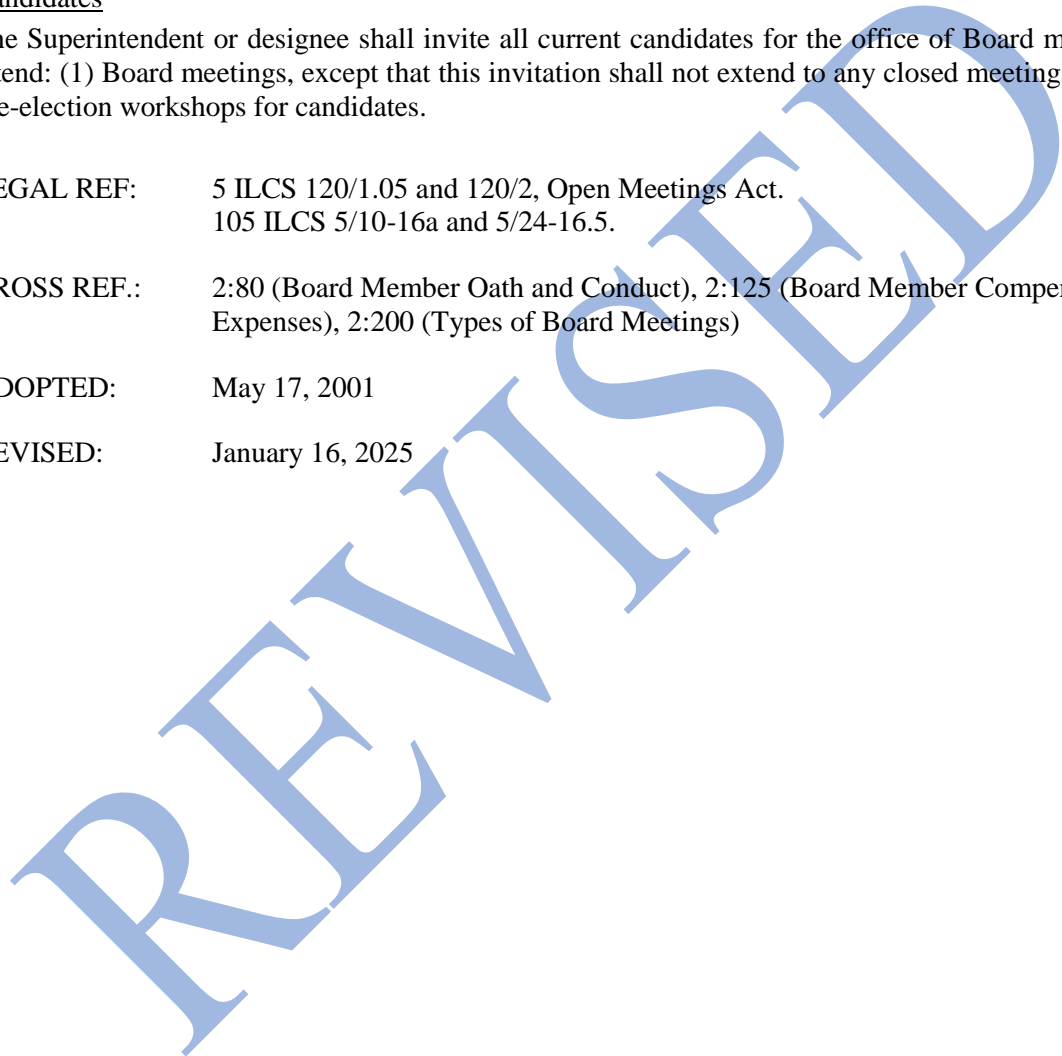 andidates
ne Superintendent or designee shall invite all current candidates for the office of Board m
tend: (1) Board meetings, except that this invitation shall not extend to any closed meeting
e-election workshops for candidates.
EGAL REF: 5 ILCS 120/1.05 and 120/2, Open Meetings Act.
105 ILCS 5/10-16a and 5/24-16.5.
ROSS REF.: 2:80 (Board Member Oath and Conduct), 2:125 (Board Member Compe
Expenses), 2:200 (Types of Board Meetings)
DOPTED: May 17, 2001
EVISED: January 16, 2025
REVISED